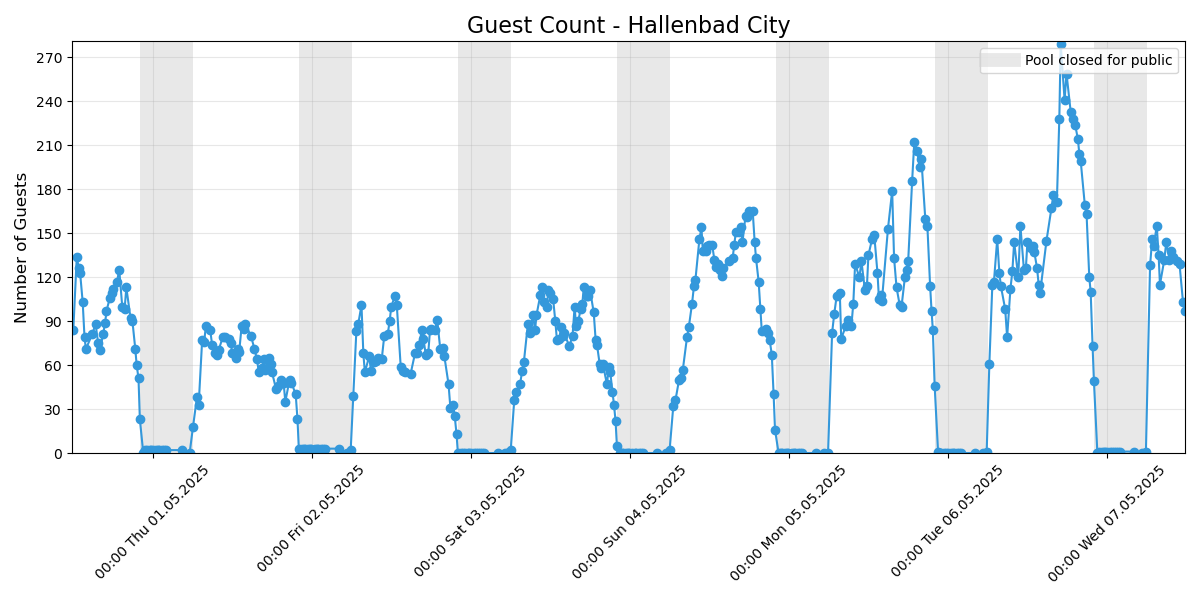 Guest Count - Hallenbad City
Number of Guests
270
240
210
180
150
120
90
60
30
0
Pool closed for public
00:00 Thu 01.05.2025
00:00 Fri 02.05.2025
00:00 Sat 03.05.2025
00:00 Sun 04.05.2025
00:00 Mon 05.05.2025
00:00 Tue 06.05.2025
00:00 Wed 07.05.2025